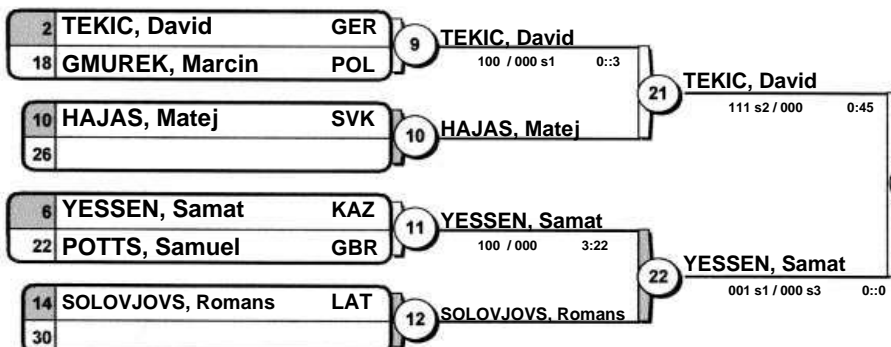 2 TEKIC, David GER
18 GMUREK, Marcin POL
9
TEKIC, David
100 / 000 s1 0::3
10 HAJAS, Matej SVK
26
10
HAJAS, Matej
21
TEKIC, David
111 s2 / 000 0:45
6 YESSEN, Samat KAZ
22 POTTS, Samuel GBR
11
YESSEN, Samat
100 / 000 3:22
14 SOLOVJOVS, Romans LAT
30
12
SOLOVJOVS, Romans
22
YESSEN, Samat
001 s1 / 000 s3 0::0